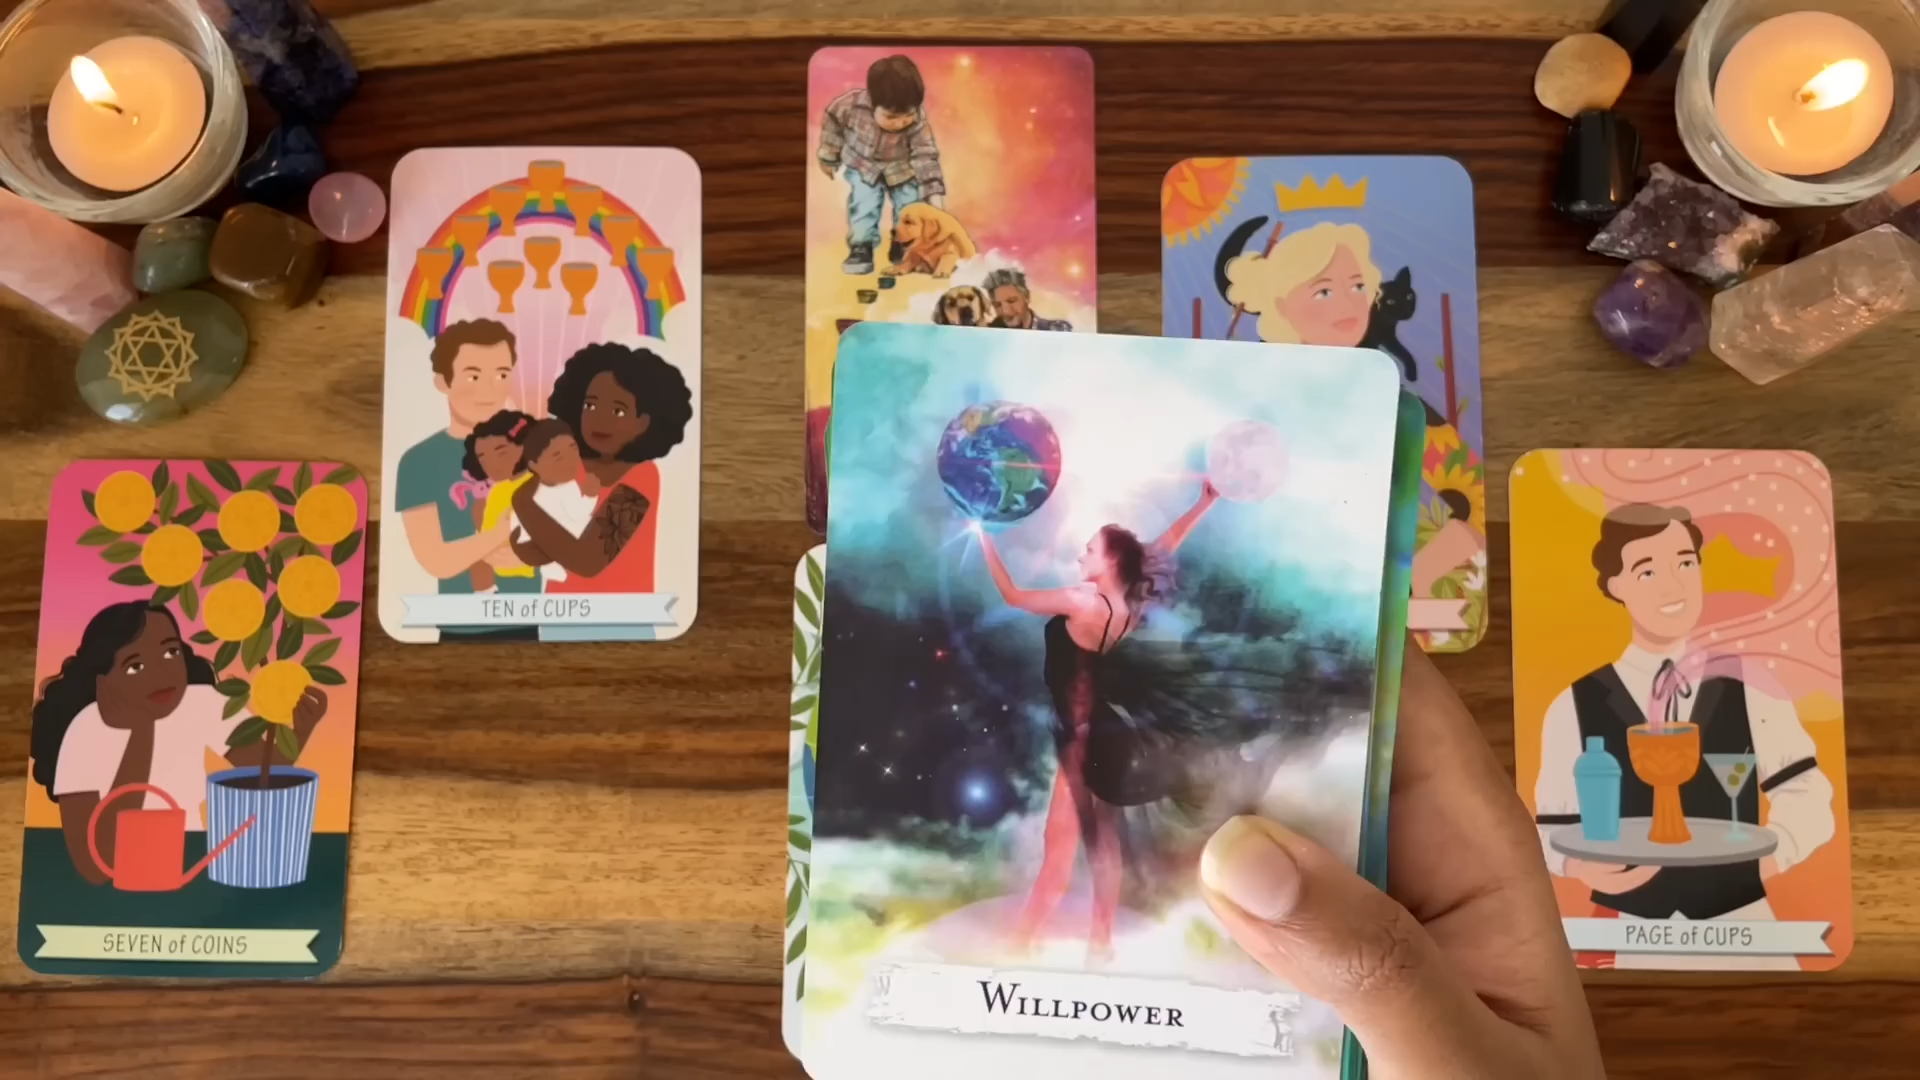 TEN of CUPS
SEVEN of COINS
PAGE of CUPS
WILLPOWER